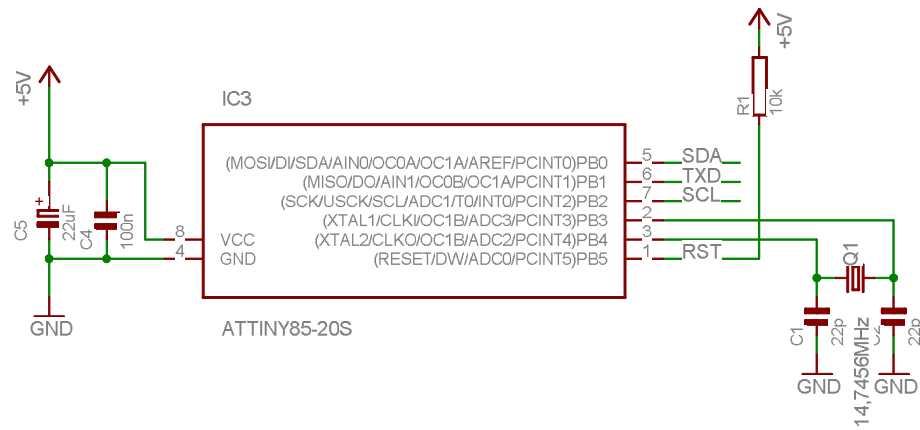 +5V
+5V
IC3
R1
10k
(MOSI/DI/SDA/AIN0/OC0A/OC1A/AREF/PCINT0)PB0
5
SDA
(MISO/DO/AIN1/OC0B/OC1A/PCINT1)PB1
6
TXD
(SCK/USCK/SCL/ADC1/T0/INT0/PCINT2)PB2
7
SCL
(XTAL1/CLKI/OC1B/ADC3/PCINT3)PB3
2
(XTAL2/CLKO/OC1B/ADC2/PCINT4)PB4
3
(RESET/DW/ADC0/PCINT5)PB5
1
RST
8
VCC
4
GND
+
C5
22uF
C4
100n
GND
ATTINY85-20S
Q1
14,7456MHz
C1
22p
C2
22p
GND
GND